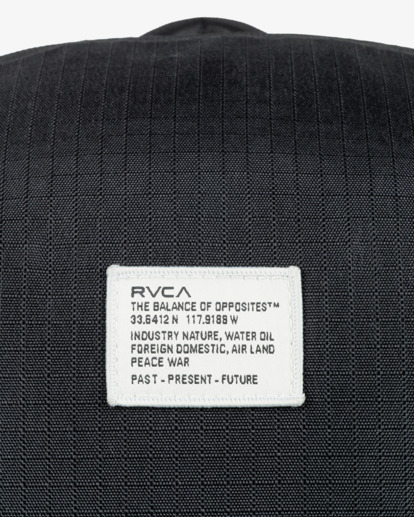 RVCA
THE BALANCE OF OPPOSITES™
33.6412 N 117.9188 W
INDUSTRY NATURE, WATER OIL
FOREIGN DOMESTIC, AIR LAND
PEACE WAR
PAST - PRESENT - FUTURE